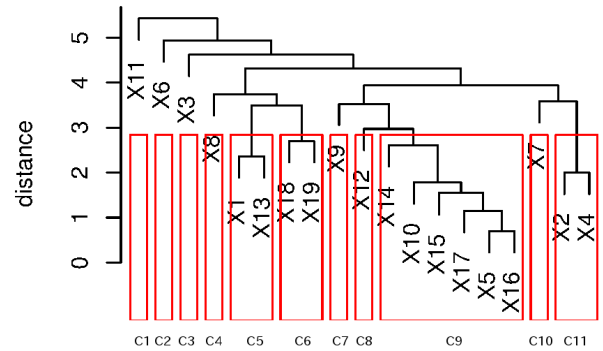 distance
5
4
3
2
1
0
X11
X6
X3
X8
X1
X13
X18
X19
X9
X12
X14
X10
X15
X17
X5
X16
X7
X2
X4
C1 C2 C3 C4 C5 C6 C7 C8 C9 C10 C11